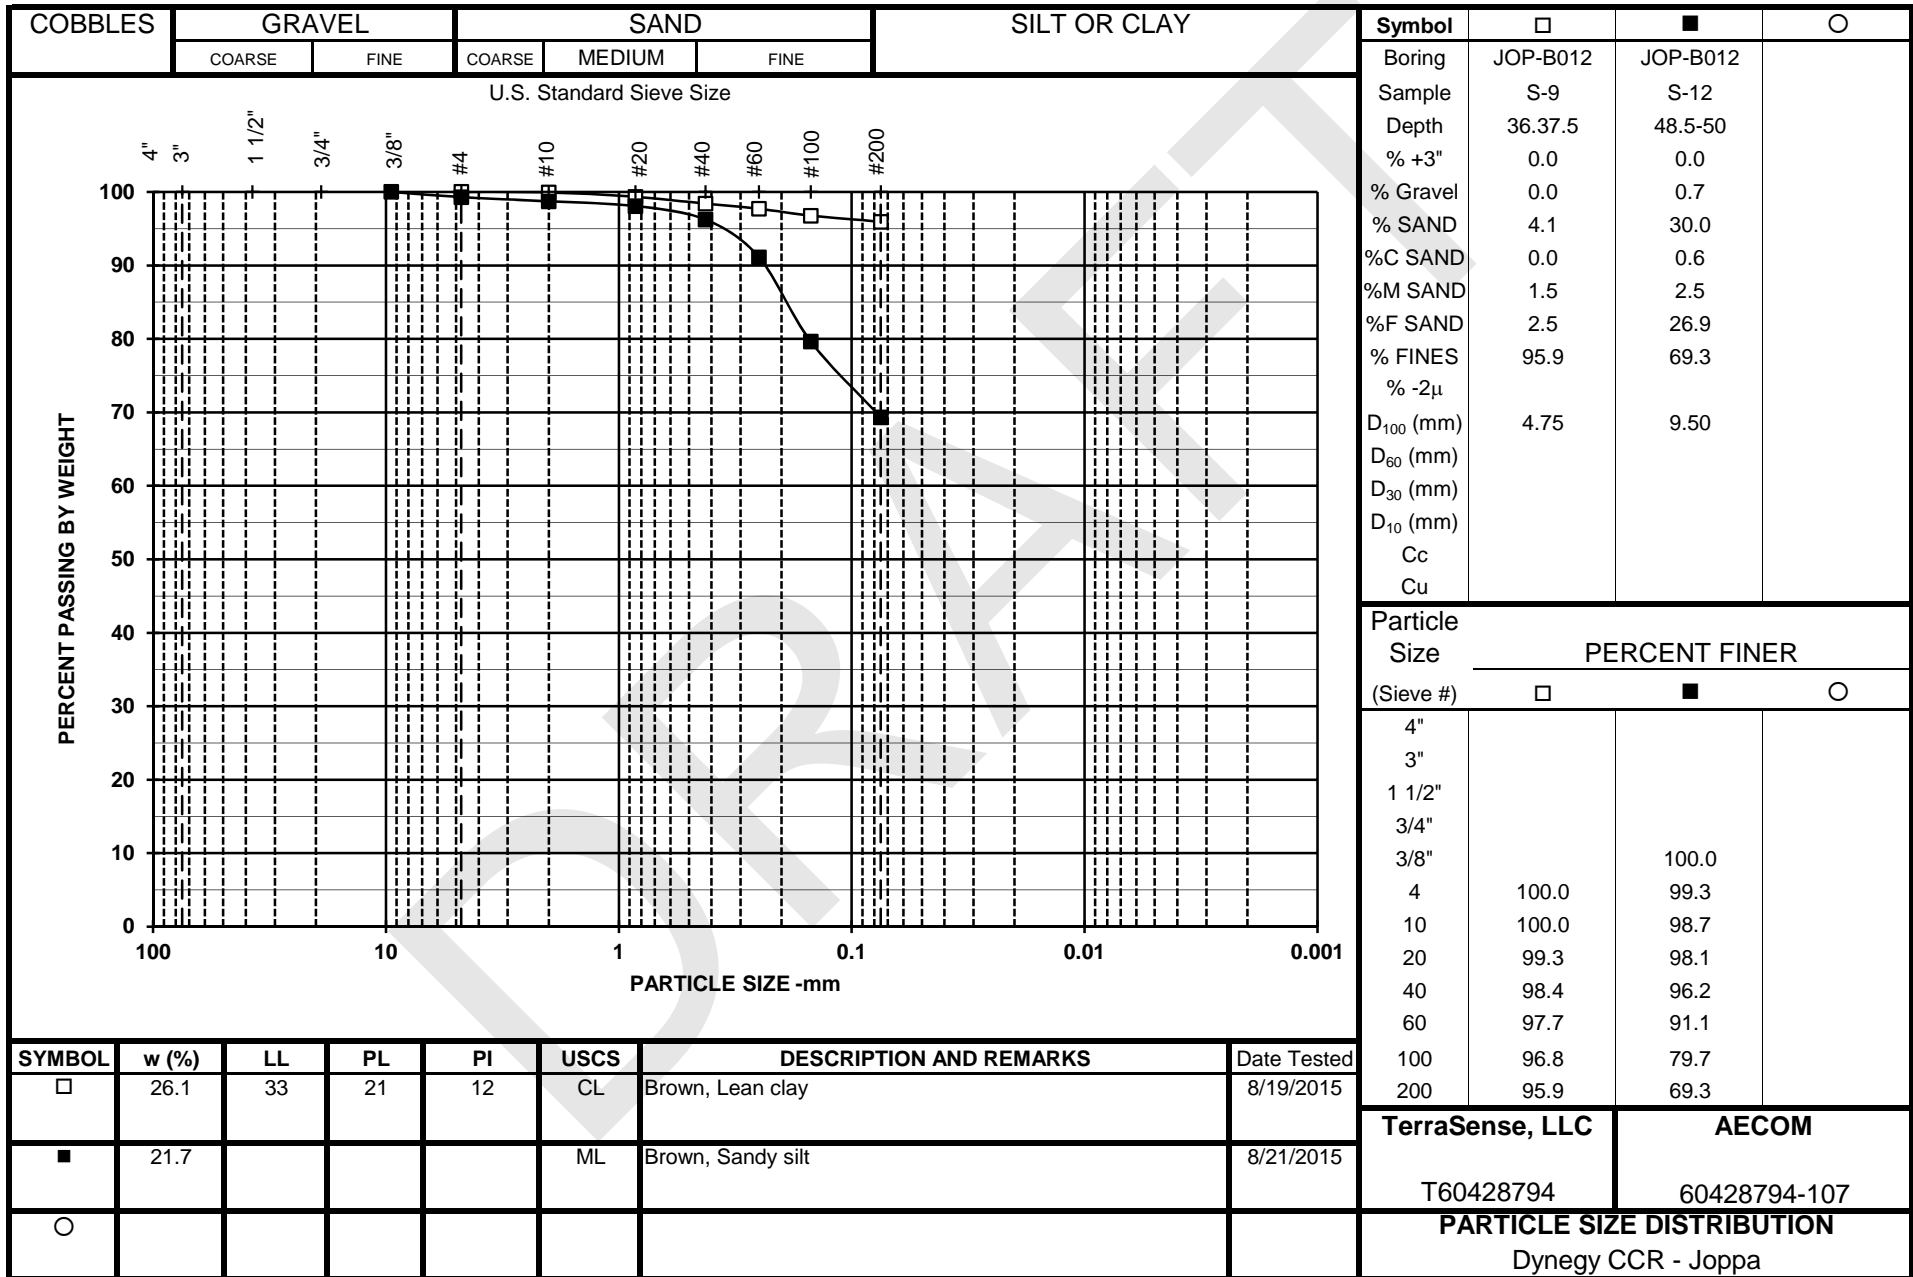 COBBLES GRAVEL SAND SILT OR CLAY
COARSE FINE COARSE MEDIUM FINE
U.S. Standard Sieve Size
4" 3" 1 1/2" 3/4" 3/8" #4 #10 #20 #40 #60 #100 #200
PERCENT PASSING BY WEIGHT
100
90
80
70
60
50
40
30
20
10
0
100 10 1 0.1 0.01 0.001
PARTICLE SIZE -mm
DRAFT
Symbol □ ■ ○
Boring JOP-B012 JOP-B012
Sample S-9 S-12
Depth 36.37.5 48.5-50
% +3" 0.0 0.0
% Gravel 0.0 0.7
% SAND 4.1 30.0
%C SAND 0.0 0.6
%M SAND 1.5 2.5
%F SAND 2.5 26.9
% FINES 95.9 69.3
% -2µ
D100 (mm) 4.75 9.50
D60 (mm)
D30 (mm)
D10 (mm)
Cc
Cu
Particle
Size PERCENT FINER
(Sieve #) □ ■ ○
4"
3"
1 1/2"
3/4"
3/8" 100.0
4 100.0 99.3
10 100.0 98.7
20 99.3 98.1
40 98.4 96.2
60 97.7 91.1
100 96.8 79.7
200 95.9 69.3
SYMBOL w (%) LL PL PI USCS DESCRIPTION AND REMARKS Date Tested
□ 26.1 33 21 12 CL Brown, Lean clay 8/19/2015
■ 21.7 ML Brown, Sandy silt 8/21/2015
○
TerraSense, LLC AECOM
T60428794 60428794-107
PARTICLE SIZE DISTRIBUTION
Dynegy CCR - Joppa